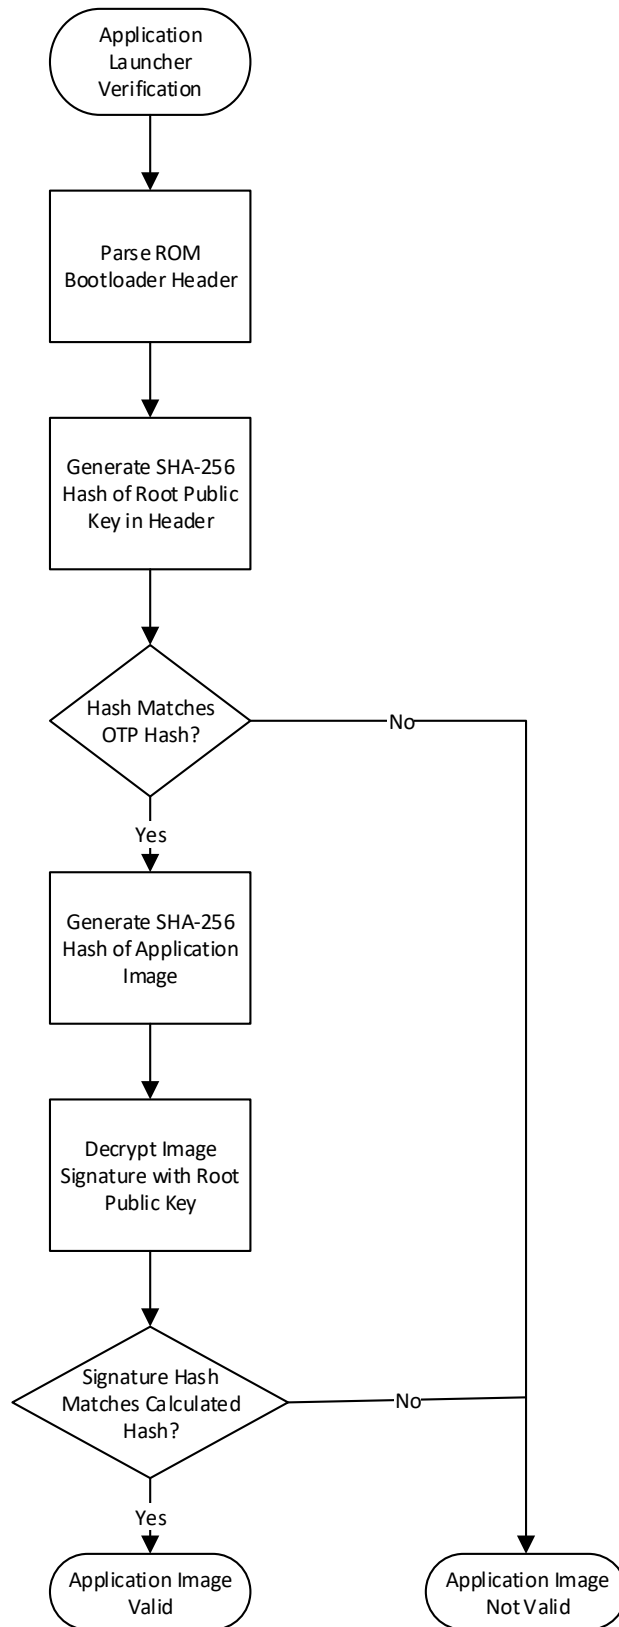 Application
Launcher
Verification
Parse ROM
Bootloader Header
Generate SHA-256
Hash of Root Public
Key in Header
Hash Matches
OTP Hash?
No
Yes
Generate SHA-256
Hash of Application
Image
Decrypt Image
Signature with Root
Public Key
Signature Hash
Matches Calculated
Hash?
No
Yes
Application Image
Valid
Application Image
Not Valid